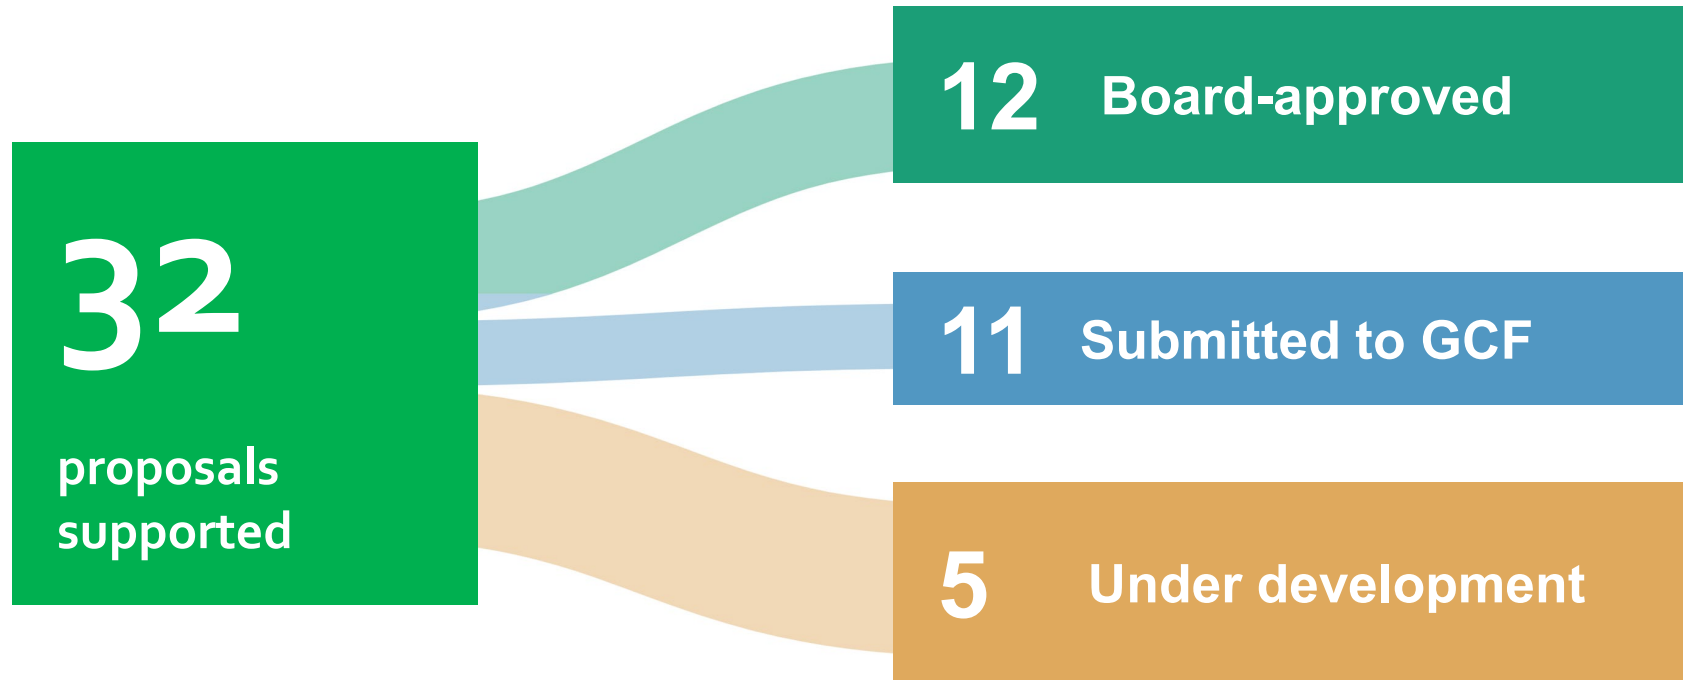 32
proposals
supported
12 Board-approved
11 Submitted to GCF
5 Under development